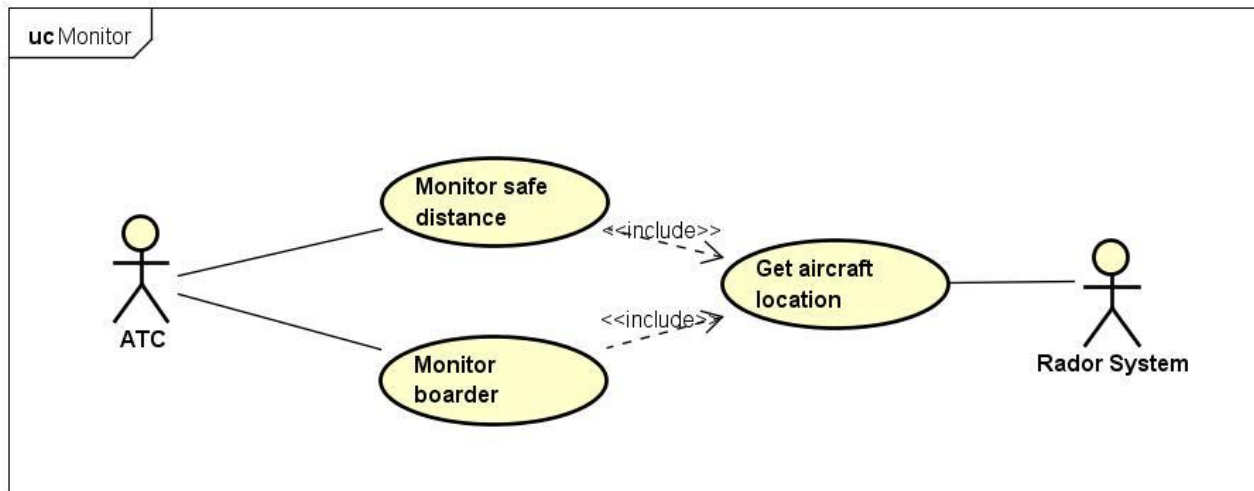 uc Monitor
Monitor safe
distance
<<include>>
Get aircraft
location
<<include>>
ATC
Monitor
boarder
Rador System